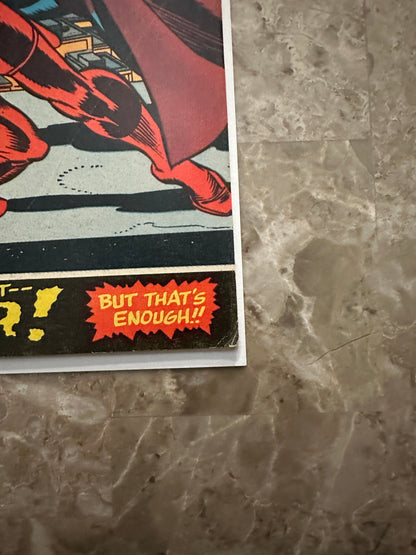 T--
R!
BUT THAT'S
ENOUGH!!